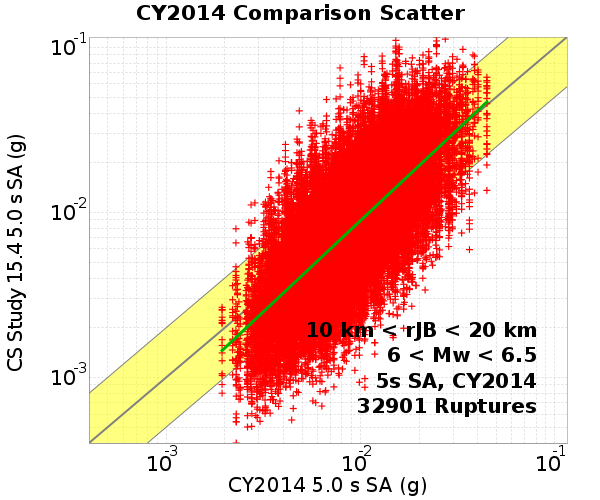 CY2014 Comparison Scatter
10-1
10-2
10-3
CS Study 15.4 5.0 s SA (g)
10 km < rJB < 20 km
6 < Mw < 6.5
5s SA, CY2014
32901 Ruptures
10-3
10-2
10-1
CY2014 5.0 s SA (g)